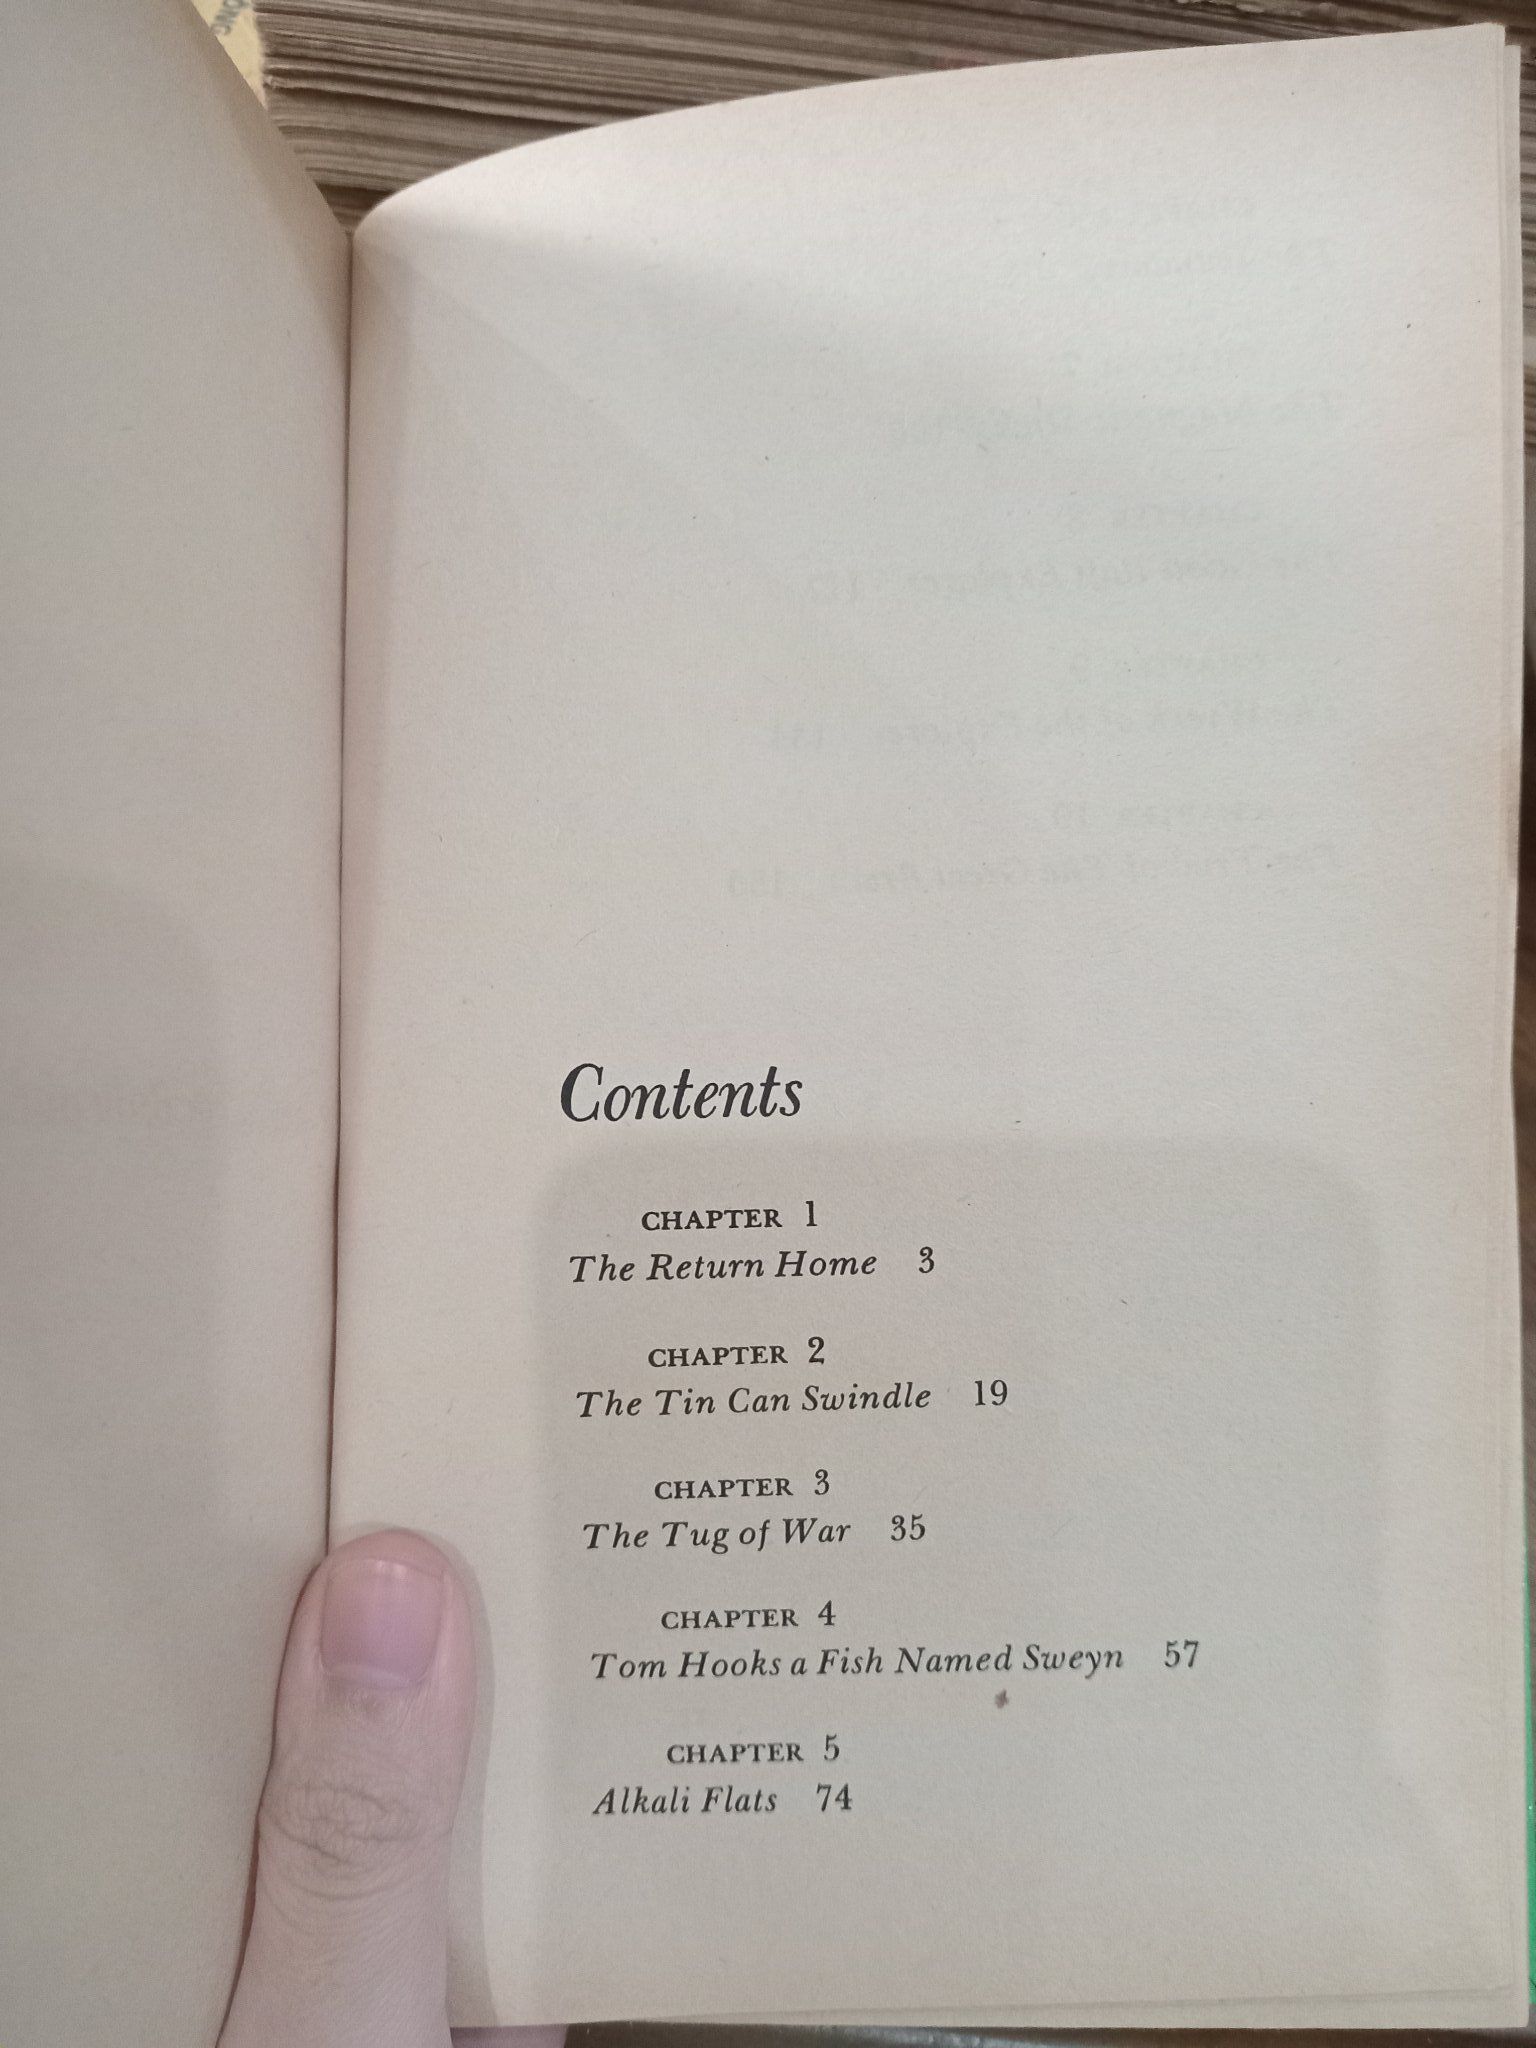 Contents
CHAPTER 1
The Return Home 3
CHAPTER 2
The Tin Can Swindle 19
CHAPTER 3
The Tug of War 35
CHAPTER 4
Tom Hooks a Fish Named Sweyn 57
CHAPTER 5
Alkali Flats 74